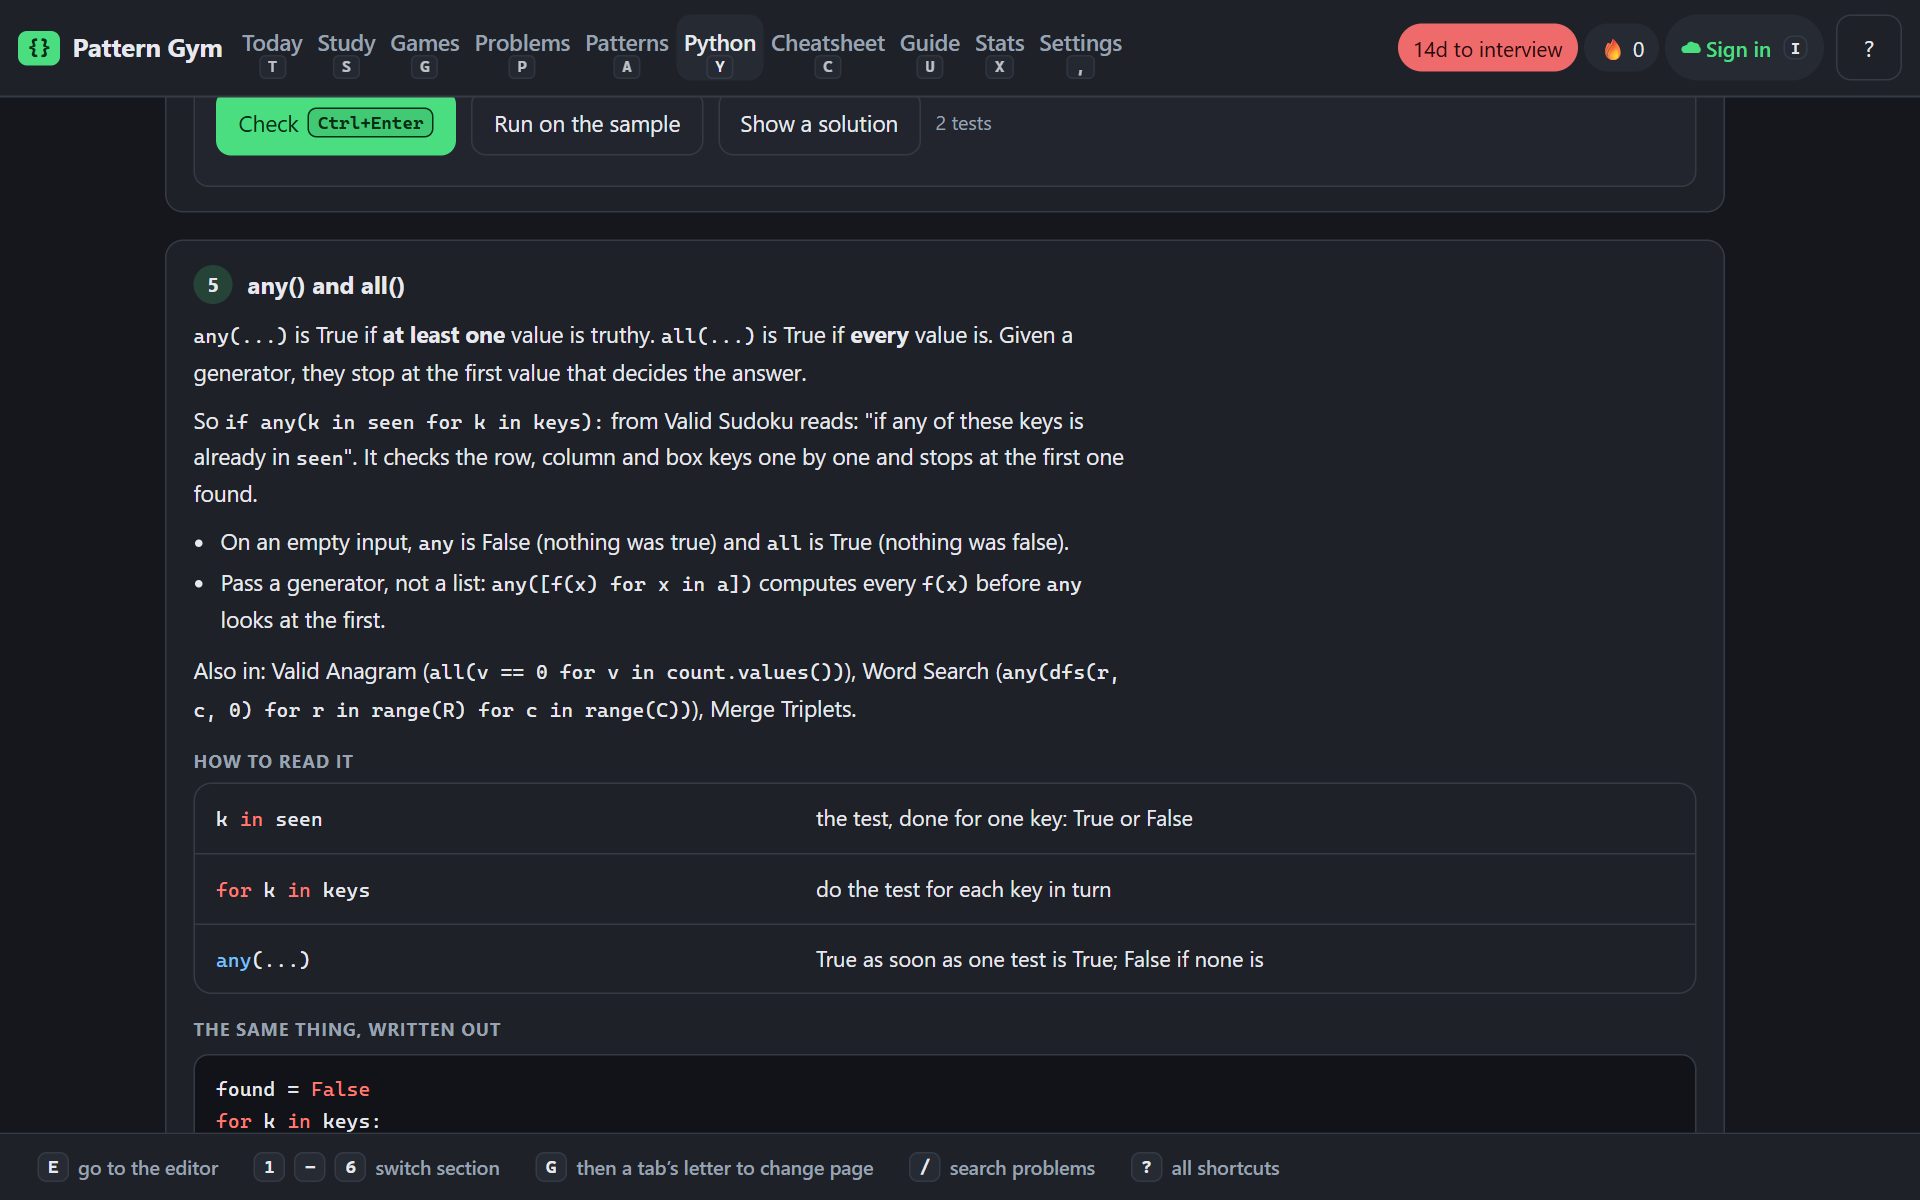 {} Pattern Gym Today Study Games Problems Patterns Python Cheatsheet Guide Stats Settings 14d to interview 0 Sign in I ?
T S G P A Y C U X ,
Check Ctrl+Enter Run on the sample Show a solution 2 tests
5 any() and all()
any(...) is True if at least one value is truthy. all(...) is True if every value is. Given a
generator, they stop at the first value that decides the answer.
So if any(k in seen for k in keys): from Valid Sudoku reads: "if any of these keys is
already in seen". It checks the row, column and box keys one by one and stops at the first one
found.
• On an empty input, any is False (nothing was true) and all is True (nothing was false).
• Pass a generator, not a list: any([f(x) for x in a]) computes every f(x) before any
looks at the first.
Also in: Valid Anagram (all(v == 0 for v in count.values())), Word Search (any(dfs(r,
c, 0) for r in range(R) for c in range(C))), Merge Triplets.
HOW TO READ IT
k in seen the test, done for one key: True or False
for k in keys do the test for each key in turn
any(...) True as soon as one test is True; False if none is
THE SAME THING, WRITTEN OUT
found = False
for k in keys:
E go to the editor 1 – 6 switch section G then a tab’s letter to change page / search problems ? all shortcuts